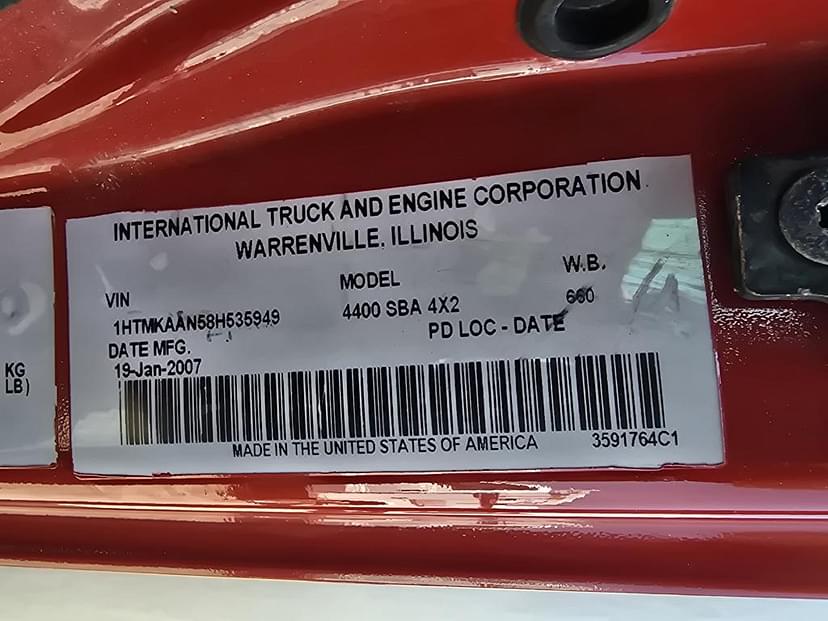 INTERNATIONAL TRUCK AND ENGINE CORPORATION
WARRENVILLE, ILLINOIS
VIN MODEL W.B.
1HTMKAAN58H535949 4400 SBA 4X2 660
DATE MFG. PD LOC - DATE
19-Jan-2007
MADE IN THE UNITED STATES OF AMERICA 3591764C1
KG
LB)